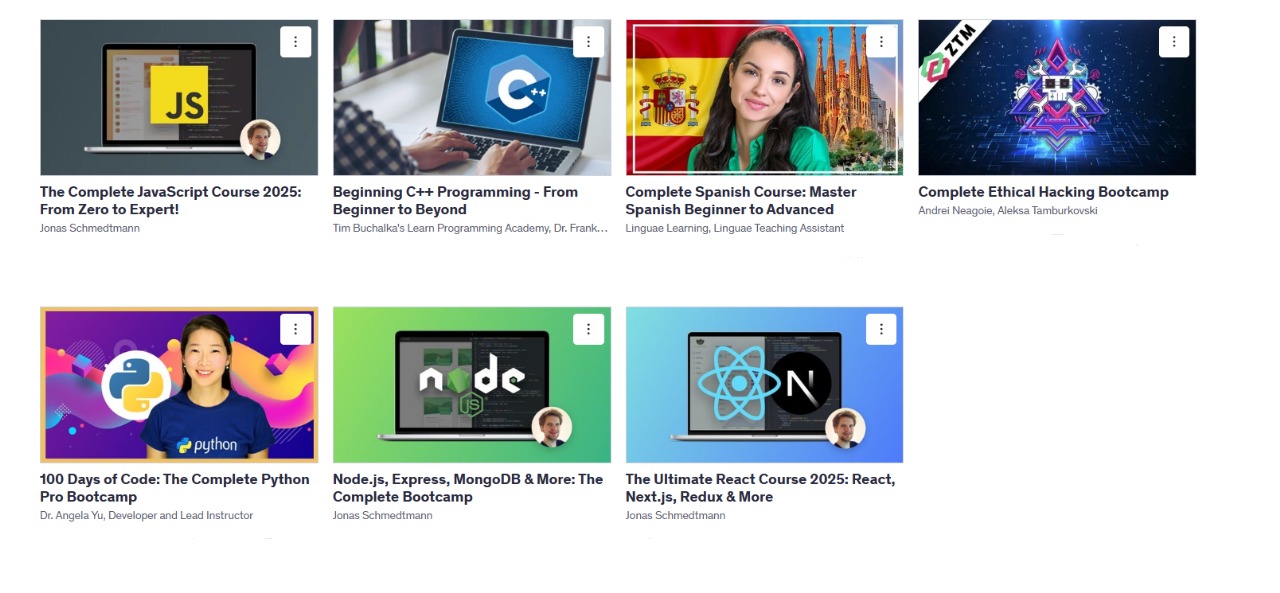 JS
The Complete JavaScript Course 2025:
From Zero to Expert!
Jonas Schmedtmann
C++
Beginning C++ Programming - From
Beginner to Beyond
Tim Buchalka's Learn Programming Academy, Dr. Frank...
Complete Spanish Course: Master
Spanish Beginner to Advanced
Linguae Learning, Linguae Teaching Assistant
ZTM
Complete Ethical Hacking Bootcamp
Andrei Neagoie, Aleksa Tamburkovski
python
100 Days of Code: The Complete Python
Pro Bootcamp
Dr. Angela Yu, Developer and Lead Instructor
node
JS
Node.js, Express, MongoDB & More: The
Complete Bootcamp
Jonas Schmedtmann
N
The Ultimate React Course 2025: React,
Next.js, Redux & More
Jonas Schmedtmann